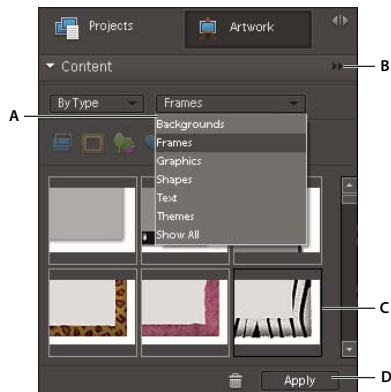 Projects
Artwork
Content
B
By Type
Frames
A
Backgrounds
Frames
Graphics
Shapes
Text
Themes
Show All
C
Apply
D